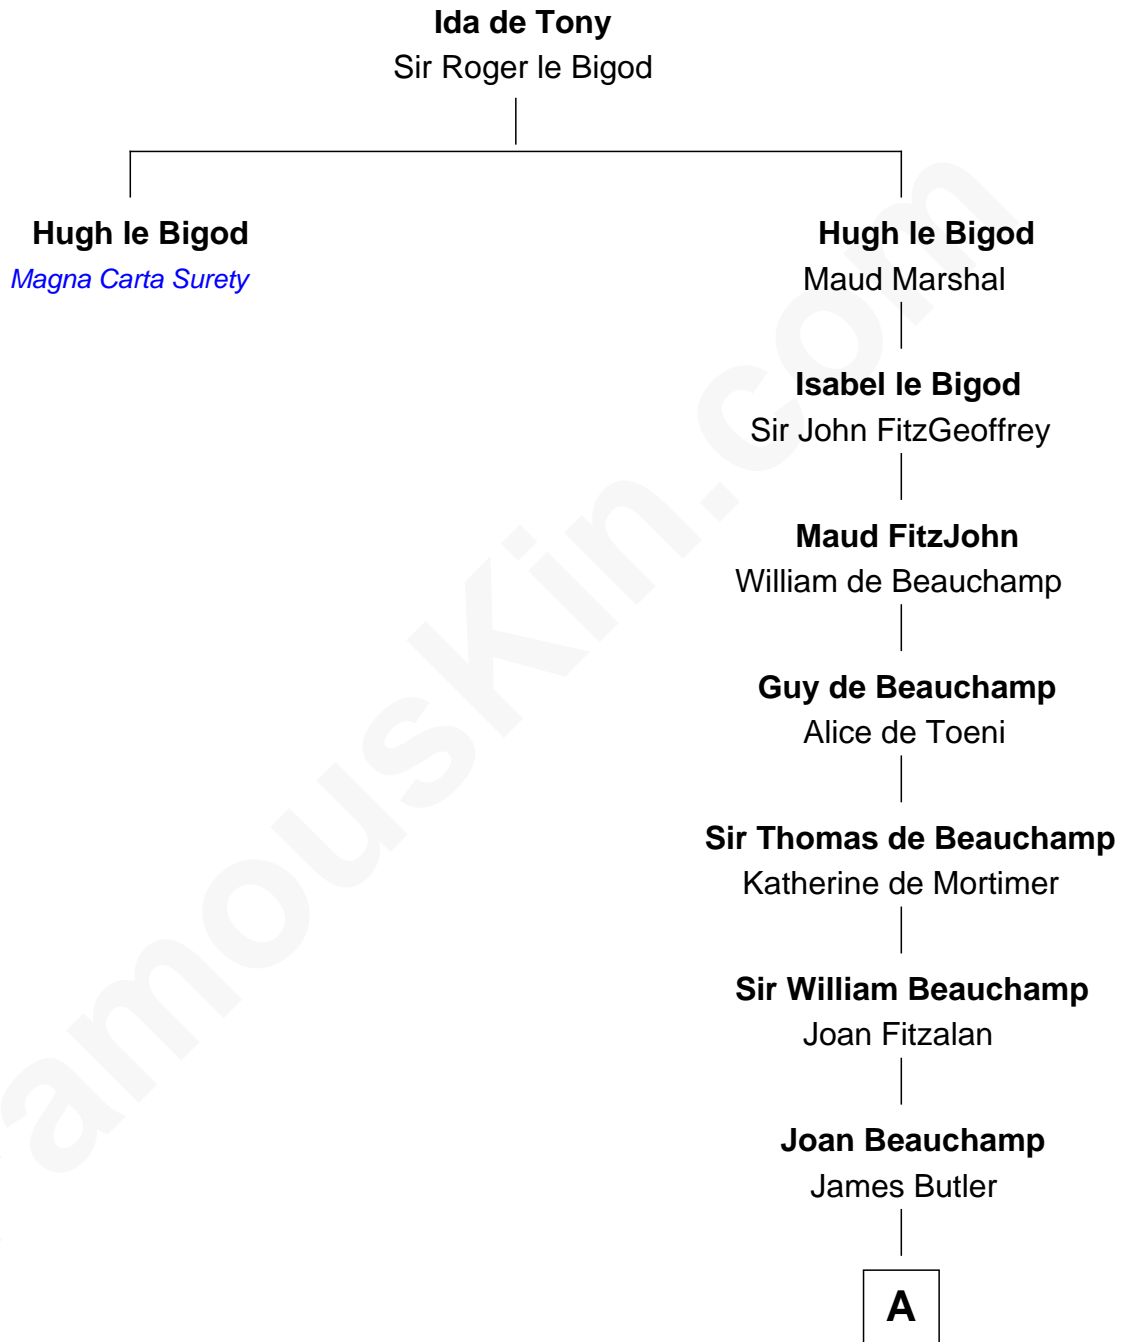 Ida de Tony
Sir Roger le Bigod
Hugh le Bigod
Magna Carta Surety
Hugh le Bigod
Maud Marshal
Isabel le Bigod
Sir John FitzGeoffrey
Maud FitzJohn
William de Beauchamp
Guy de Beauchamp
Alice de Toeni
Sir Thomas de Beauchamp
Katherine de Mortimer
Sir William Beauchamp
Joan Fitzalan
Joan Beauchamp
James Butler
A
amouskin.com